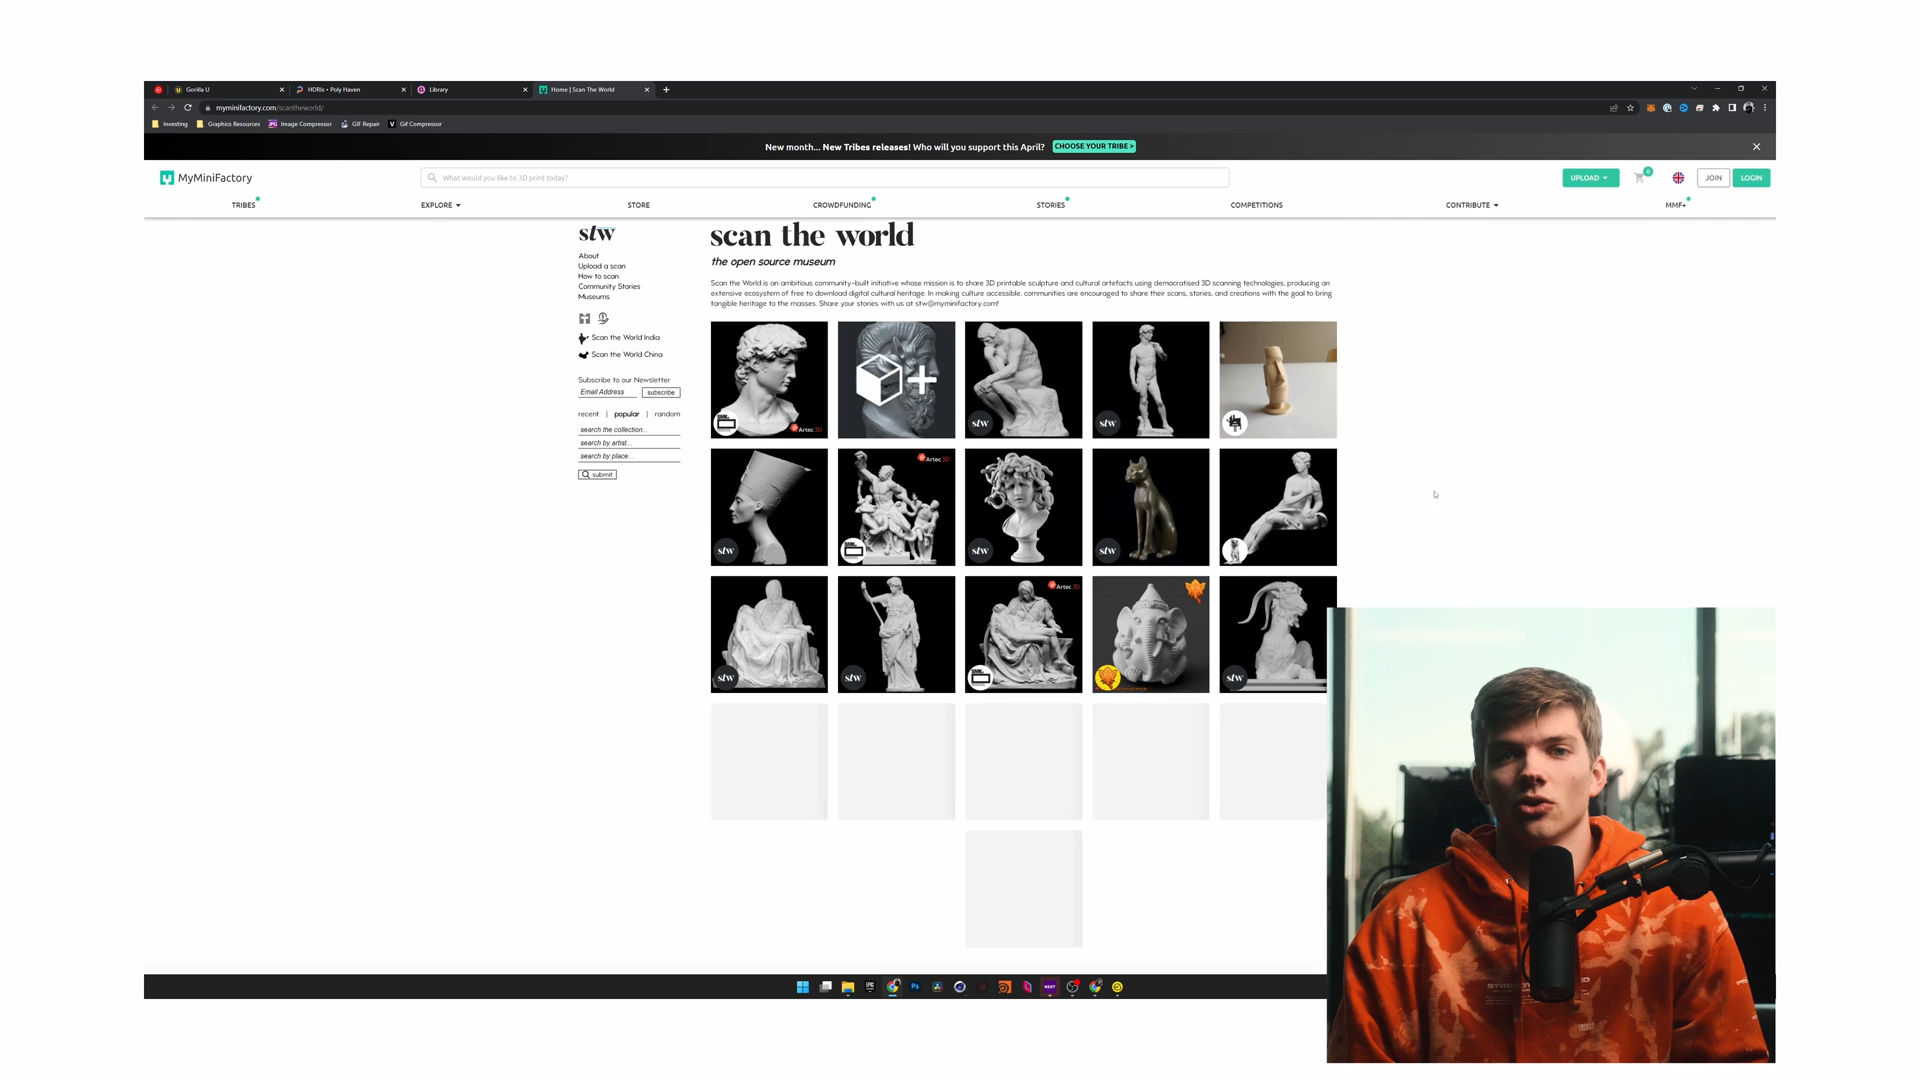 Gorilla U
HDRIs • Poly Haven
Library
Home | Scan The World
myminifactory.com/scantheworld/
Investing
Graphics Resources
Image Compressor
GIF Repair
Gif Compressor
New month... New Tribes releases! Who will you support this April?
CHOOSE YOUR TRIBE >
MyMiniFactory
What would you like to 3D print today?
UPLOAD
0
JOIN
LOGIN
TRIBES
EXPLORE
STORE
CROWDFUNDING
STORIES
COMPETITIONS
CONTRIBUTE
MMF+
stw
About
Upload a scan
How to scan
Community Stories
Museums
Scan the World India
Scan the World China
Subscribe to our Newsletter
Email Address
subscribe
recent | popular | random
search the collection...
search by artist...
search by place...
submit
scan the world
the open source museum
Scan the World is an ambitious community-built initiative whose mission is to share 3D printable sculpture and cultural artefacts using democratised 3D scanning technologies, producing an
extensive ecosystem of free to download digital cultural heritage. In making culture accessible, communities are encouraged to share their scans, stories, and creations with the goal to bring
tangible heritage to the masses. Share your stories with us at stw@myminifactory.com!
SMK
Artec 3D
stw
stw
stw
Artec 3D
SMK
stw
stw
stw
stw
Artec 3D
SMK
stw
EPIC
Ps
NEXT